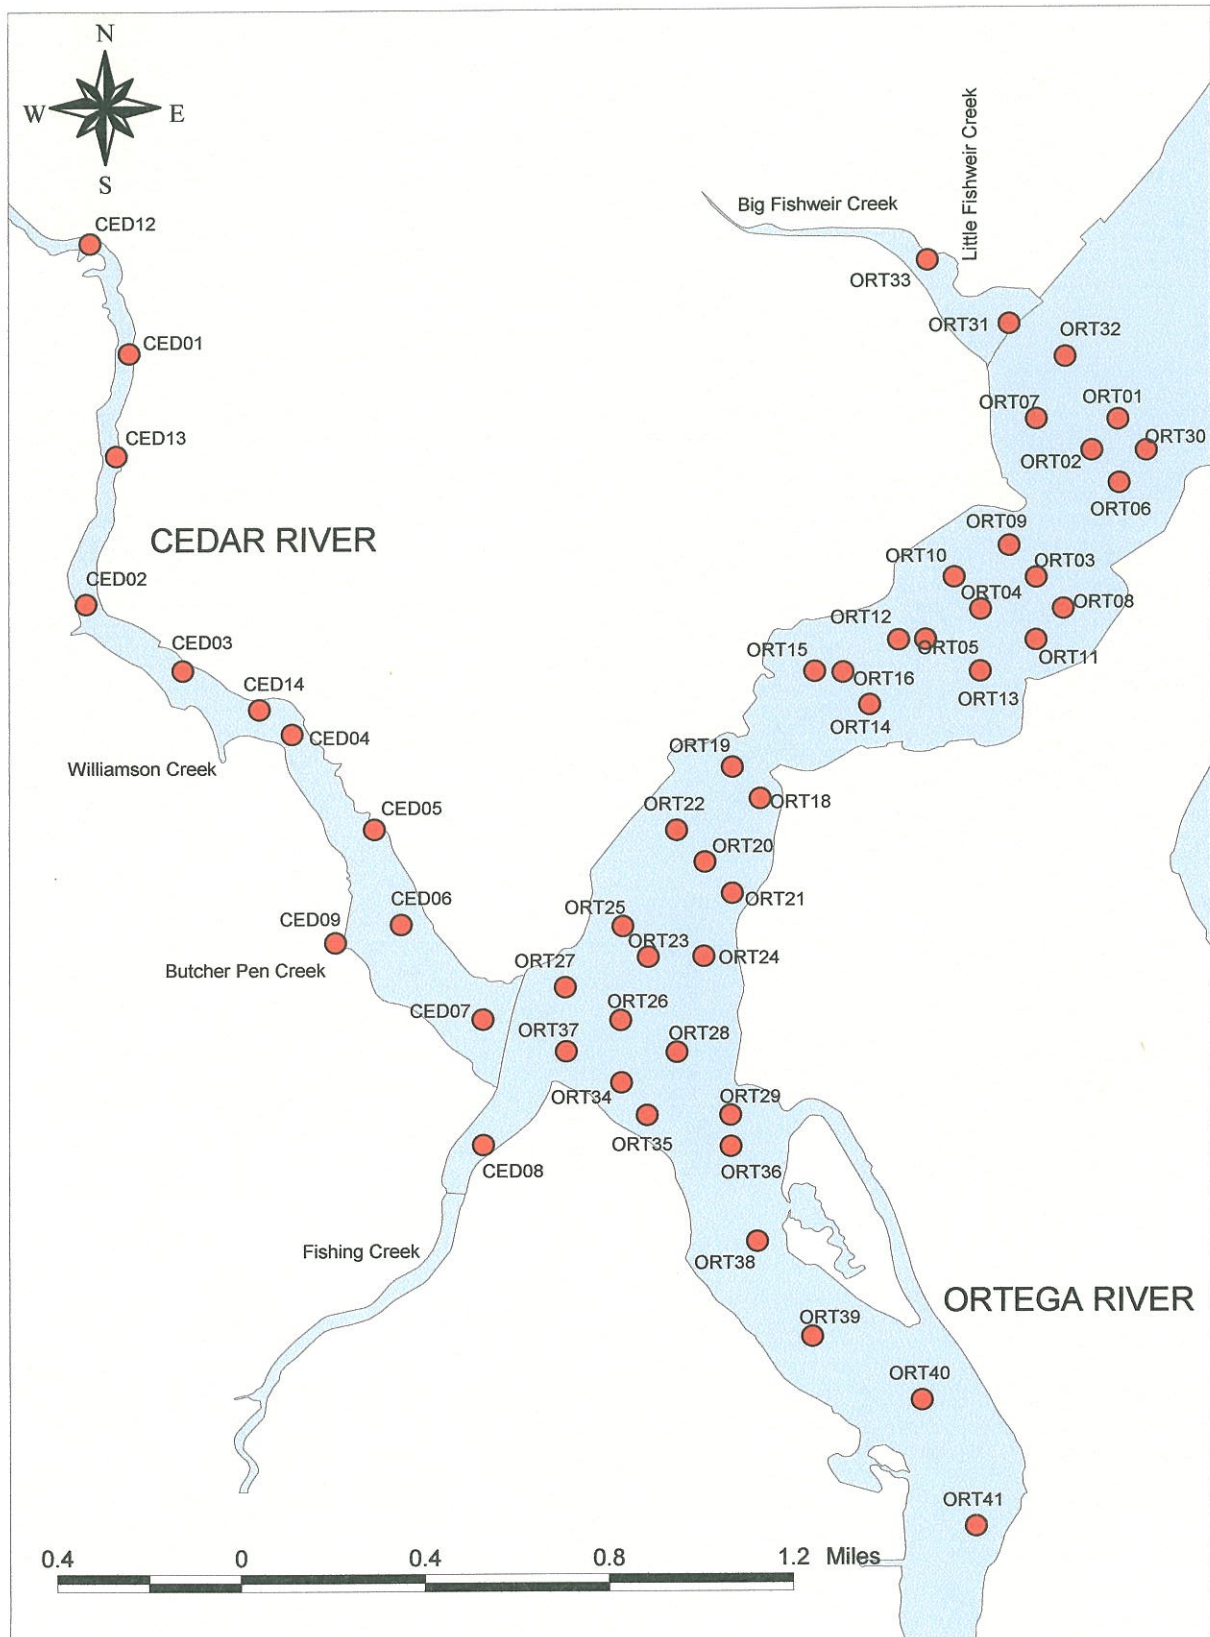 N
W E
S
Little Fishweir Creek
Big Fishweir Creek
CED12
ORT33
ORT31
ORT32
CED01
ORT07
ORT01
CED13
ORT02
ORT30
ORT06
CEDAR RIVER
ORT09
ORT10
ORT03
CED02
ORT04
ORT08
ORT12
CED03
ORT15
ORT05
ORT11
ORT16
CED14
ORT13
ORT14
CED04
Williamson Creek
ORT19
ORT18
CED05
ORT22
ORT20
ORT21
CED06
CED09
ORT25
ORT23
ORT24
Butcher Pen Creek
ORT27
CED07
ORT26
ORT37
ORT28
ORT34
ORT29
ORT35
CED08
ORT36
Fishing Creek
ORT38
ORTEGA RIVER
ORT39
ORT40
ORT41
0.4 0 0.4 0.8 1.2 Miles